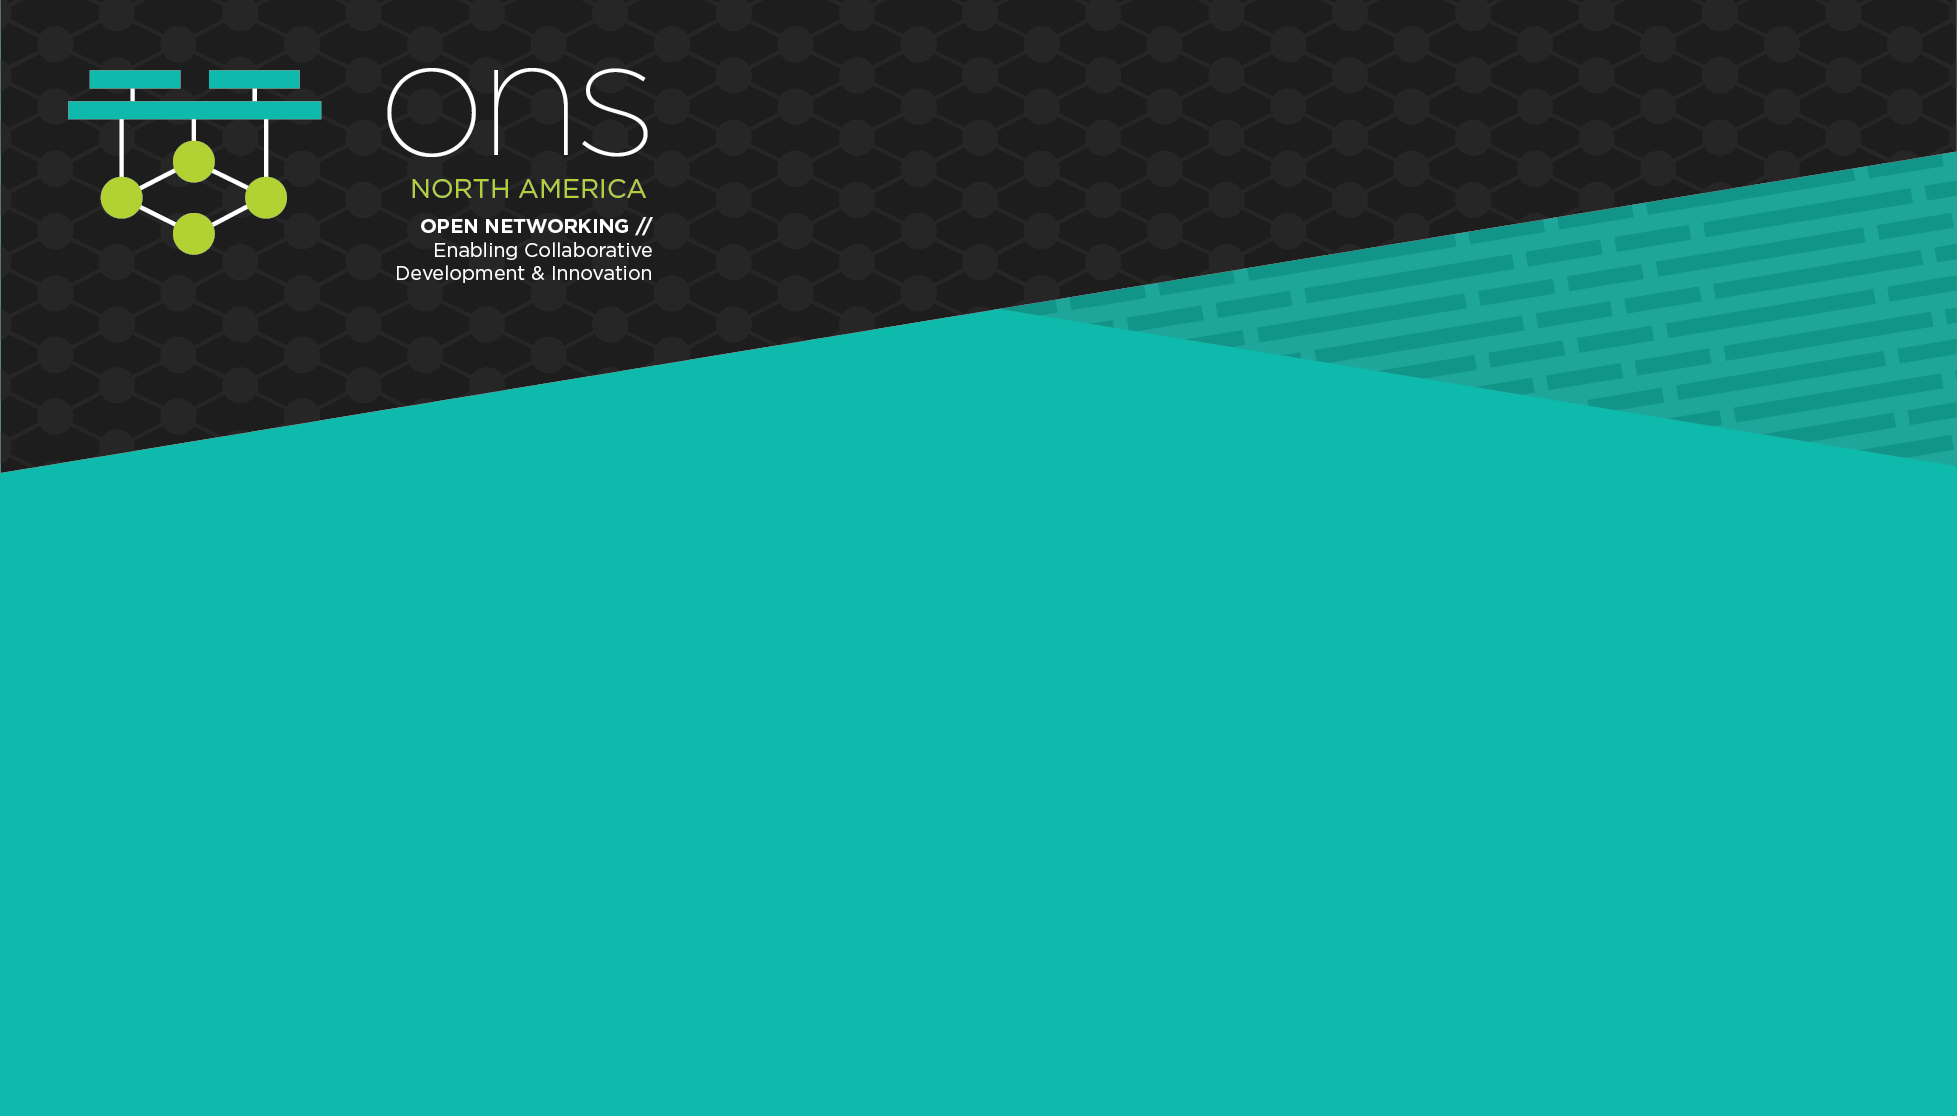 ons
NORTH AMERICA
OPEN NETWORKING //
Enabling Collaborative
Development & Innovation